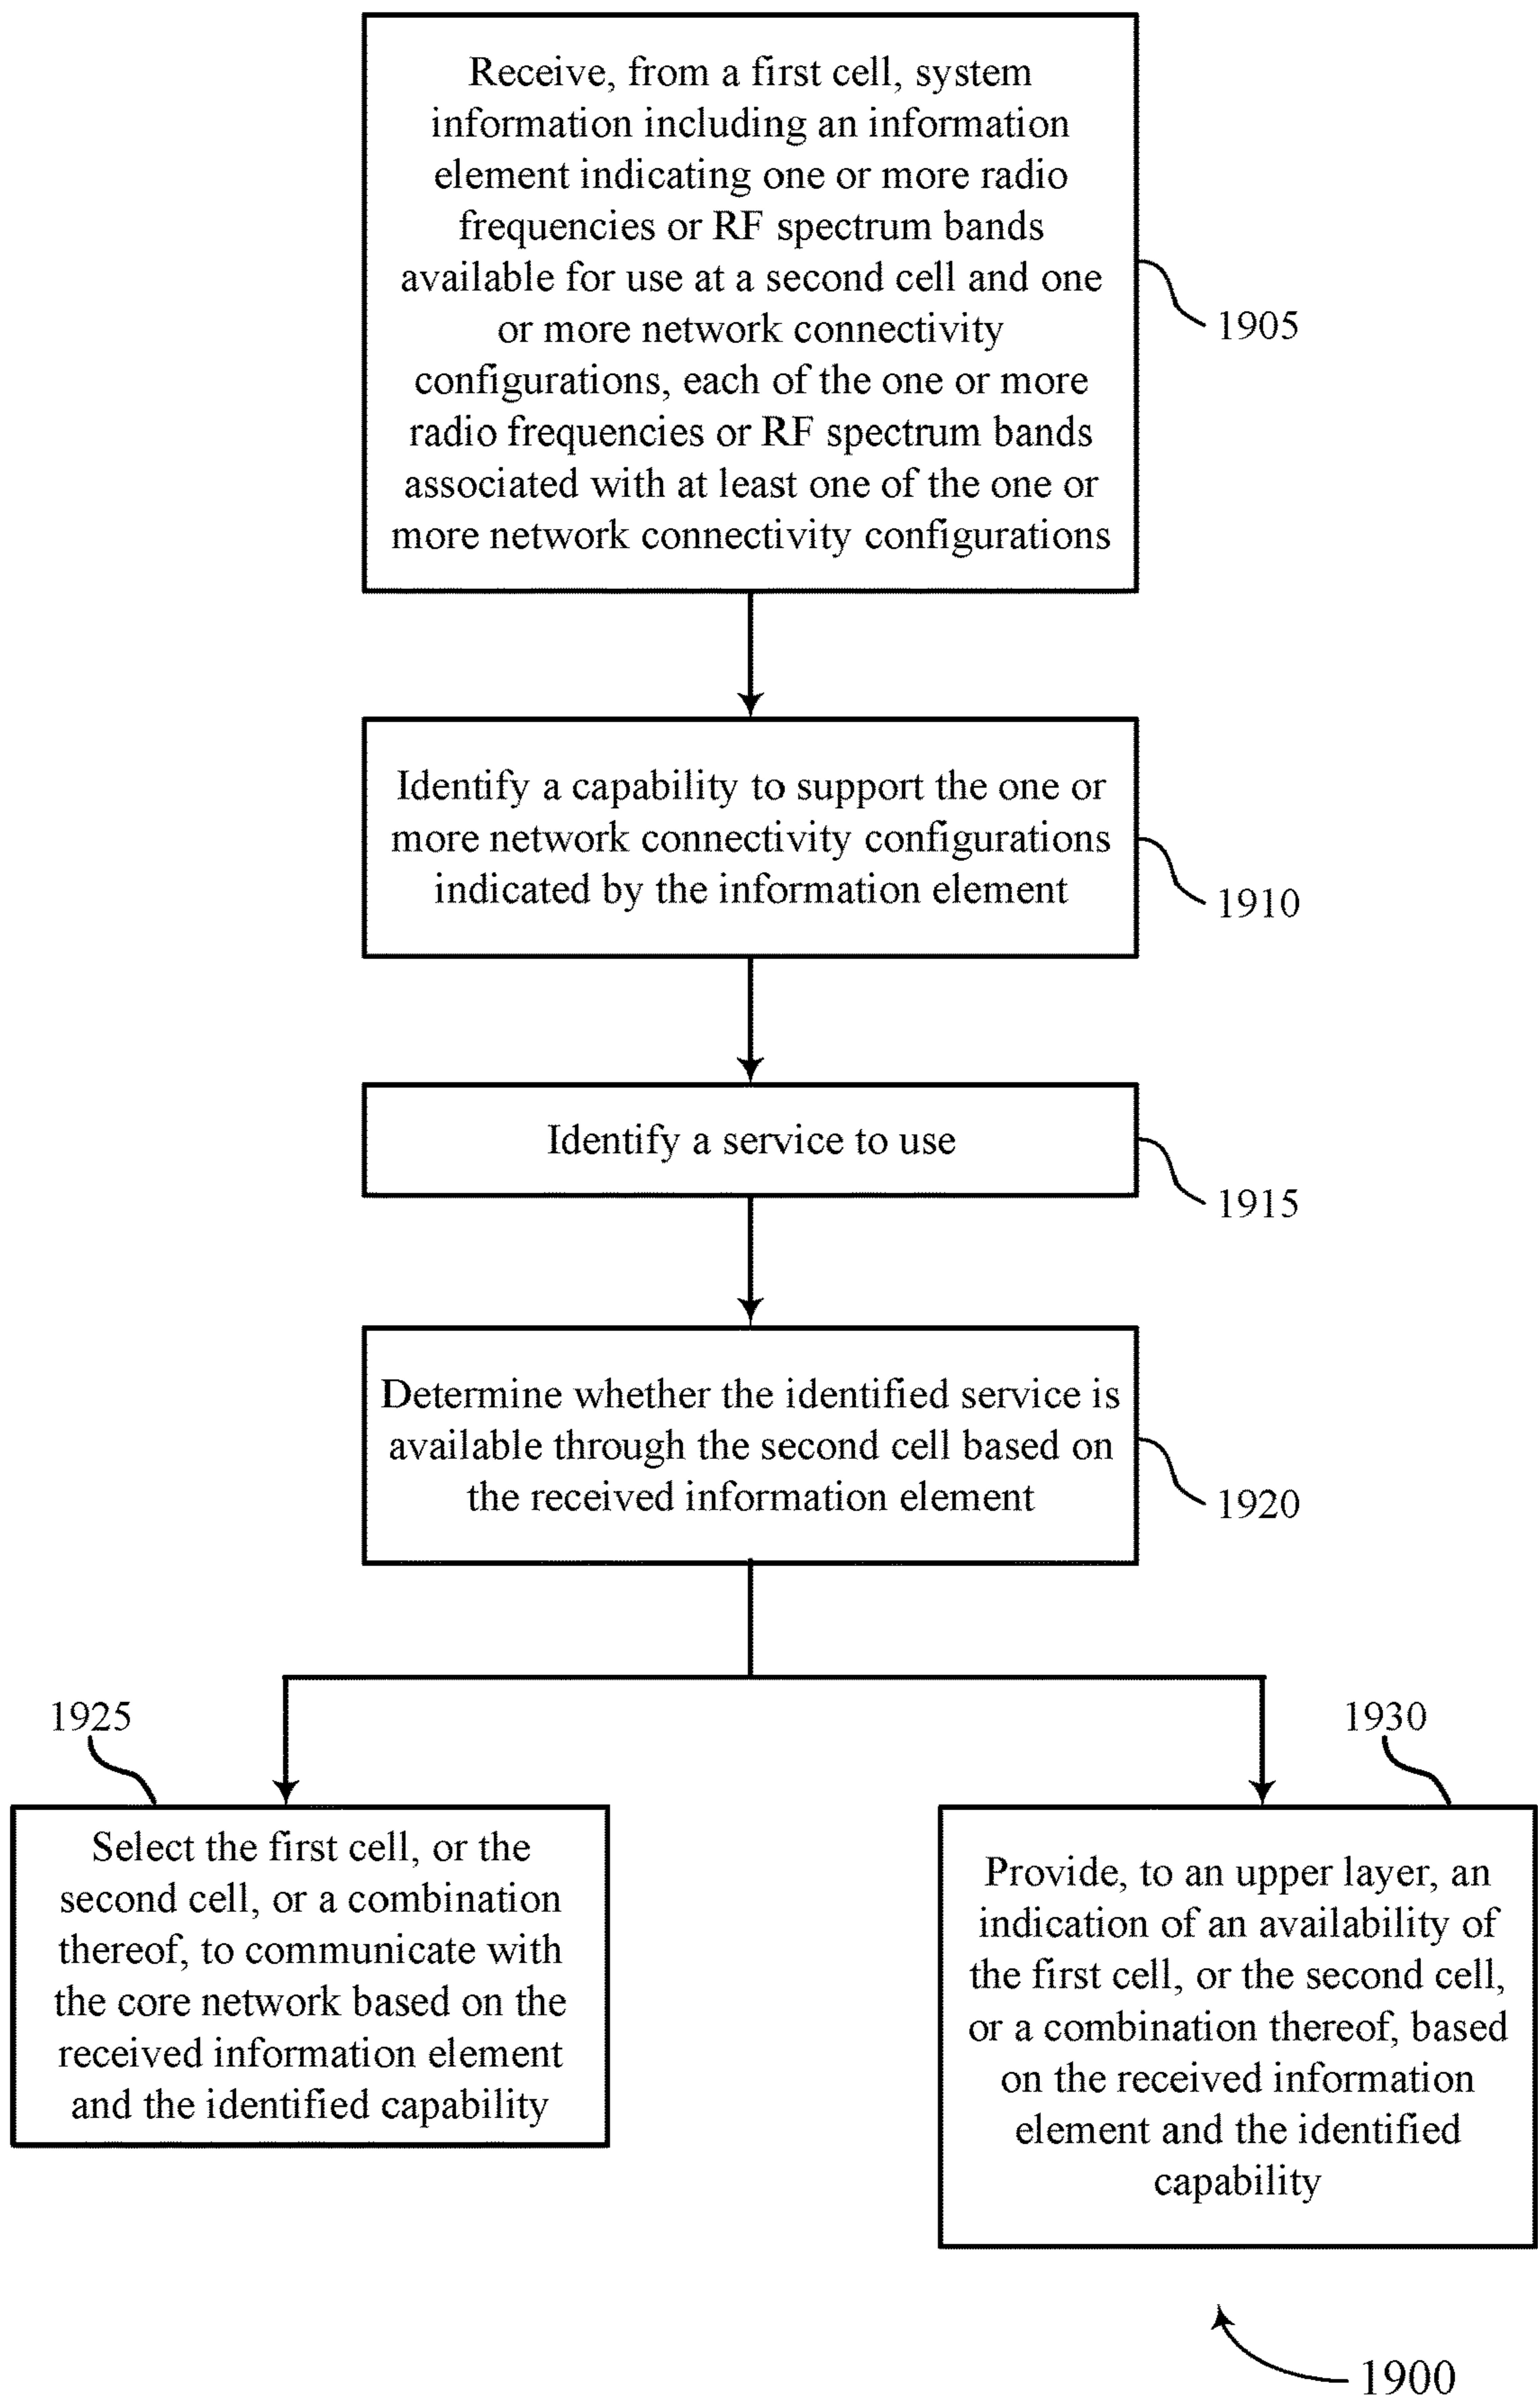 Receive, from a first cell, system
information including an information
element indicating one or more radio
frequencies or RF spectrum bands
available for use at a second cell and one
or more network connectivity
configurations, each of the one or more
radio frequencies or RF spectrum bands
associated with at least one of the one or
more network connectivity configurations
1905
Identify a capability to support the one or
more network connectivity configurations
indicated by the information element
1910
Identify a service to use
1915
Determine whether the identified service is
available through the second cell based on
the received information element
1920
1925
Select the first cell, or the
second cell, or a combination
thereof, to communicate with
the core network based on the
received information element
and the identified capability
1930
Provide, to an upper layer, an
indication of an availability of
the first cell, or the second cell,
or a combination thereof, based
on the received information
element and the identified
capability
1900